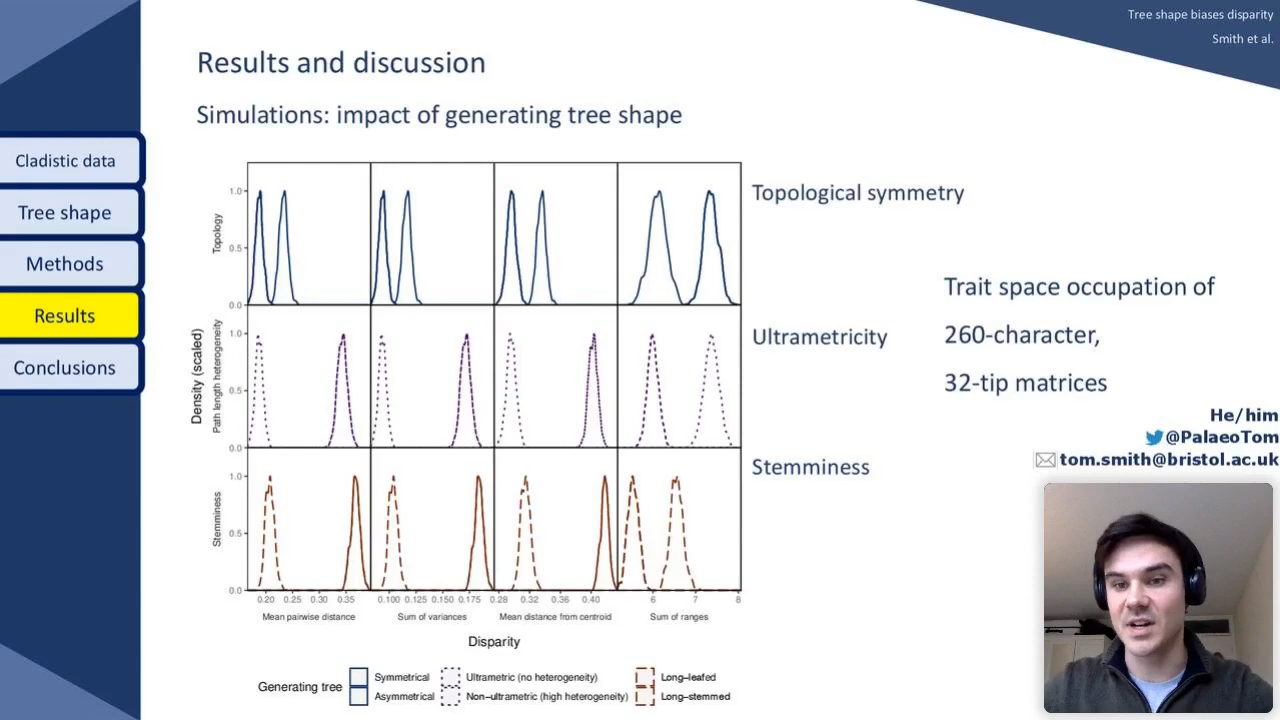 Tree shape biases disparity
Smith et al.
Results and discussion
Simulations: impact of generating tree shape
Cladistic data
Tree shape
Methods
Results
Conclusions
Density (scaled)
Topology
1.0
0.5
0.0
Path length heterogeneity
1.0
0.5
0.0
Stemminess
1.0
0.5
0.0
0.20 0.25 0.30 0.35 0.100 0.125 0.150 0.175 0.28 0.32 0.36 0.40 6 7 8
Mean pairwise distance Sum of variances Mean distance from centroid Sum of ranges
Disparity
Generating tree
Symmetrical Ultrametric (no heterogeneity) Long-leafed
Asymmetrical Non-ultrametric (high heterogeneity) Long-stemmed
Topological symmetry
Ultrametricity
Stemminess
Trait space occupation of
260-character,
32-tip matrices
He/him
@PalaeoTom
tom.smith@bristol.ac.uk